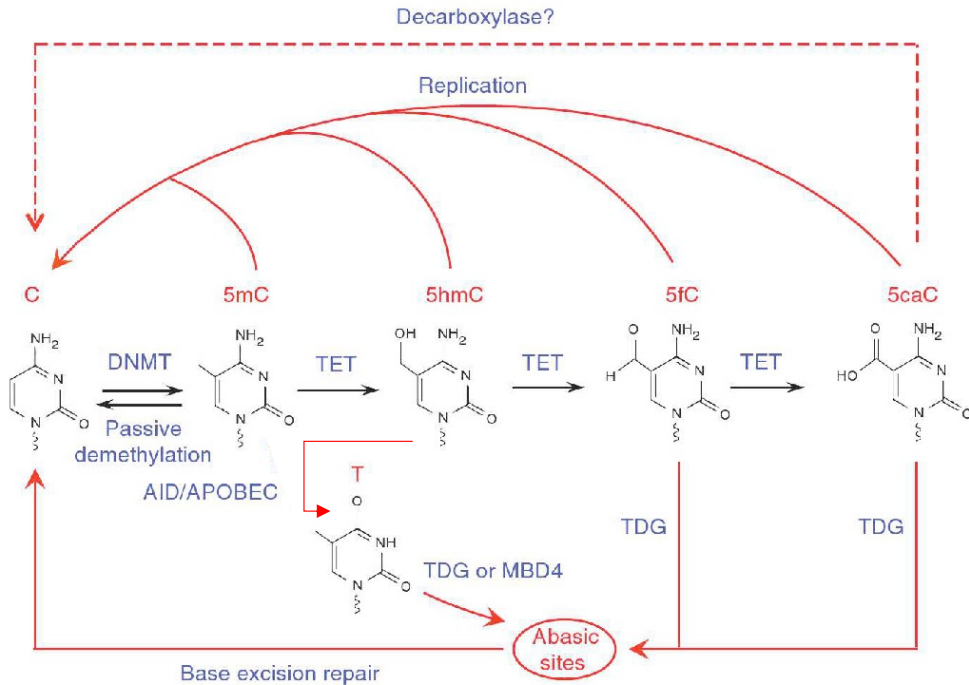 Decarboxylase?
Replication
C
5mC
5hmC
5fC
5caC
NH₂
N
N
O
DNMT
Passive
demethylation
NH₂
N
N
O
TET
OH
NH₂
N
N
O
TET
O
H
NH₂
N
N
O
TET
O
HO
NH₂
N
N
O
AID/APOBEC
T
O
NH
N
O
TDG or MBD4
TDG
TDG
Abasic
sites
Base excision repair